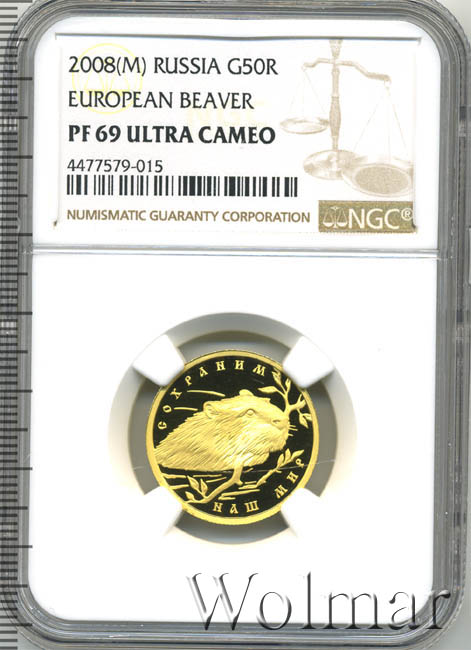 2008(M) RUSSIA G50R
EUROPEAN BEAVER
PF 69 ULTRA CAMEO
4477579-015
NUMISMATIC GUARANTY CORPORATION
NGC®
СОХРАНИМ
НАШ МИР
Wolmar